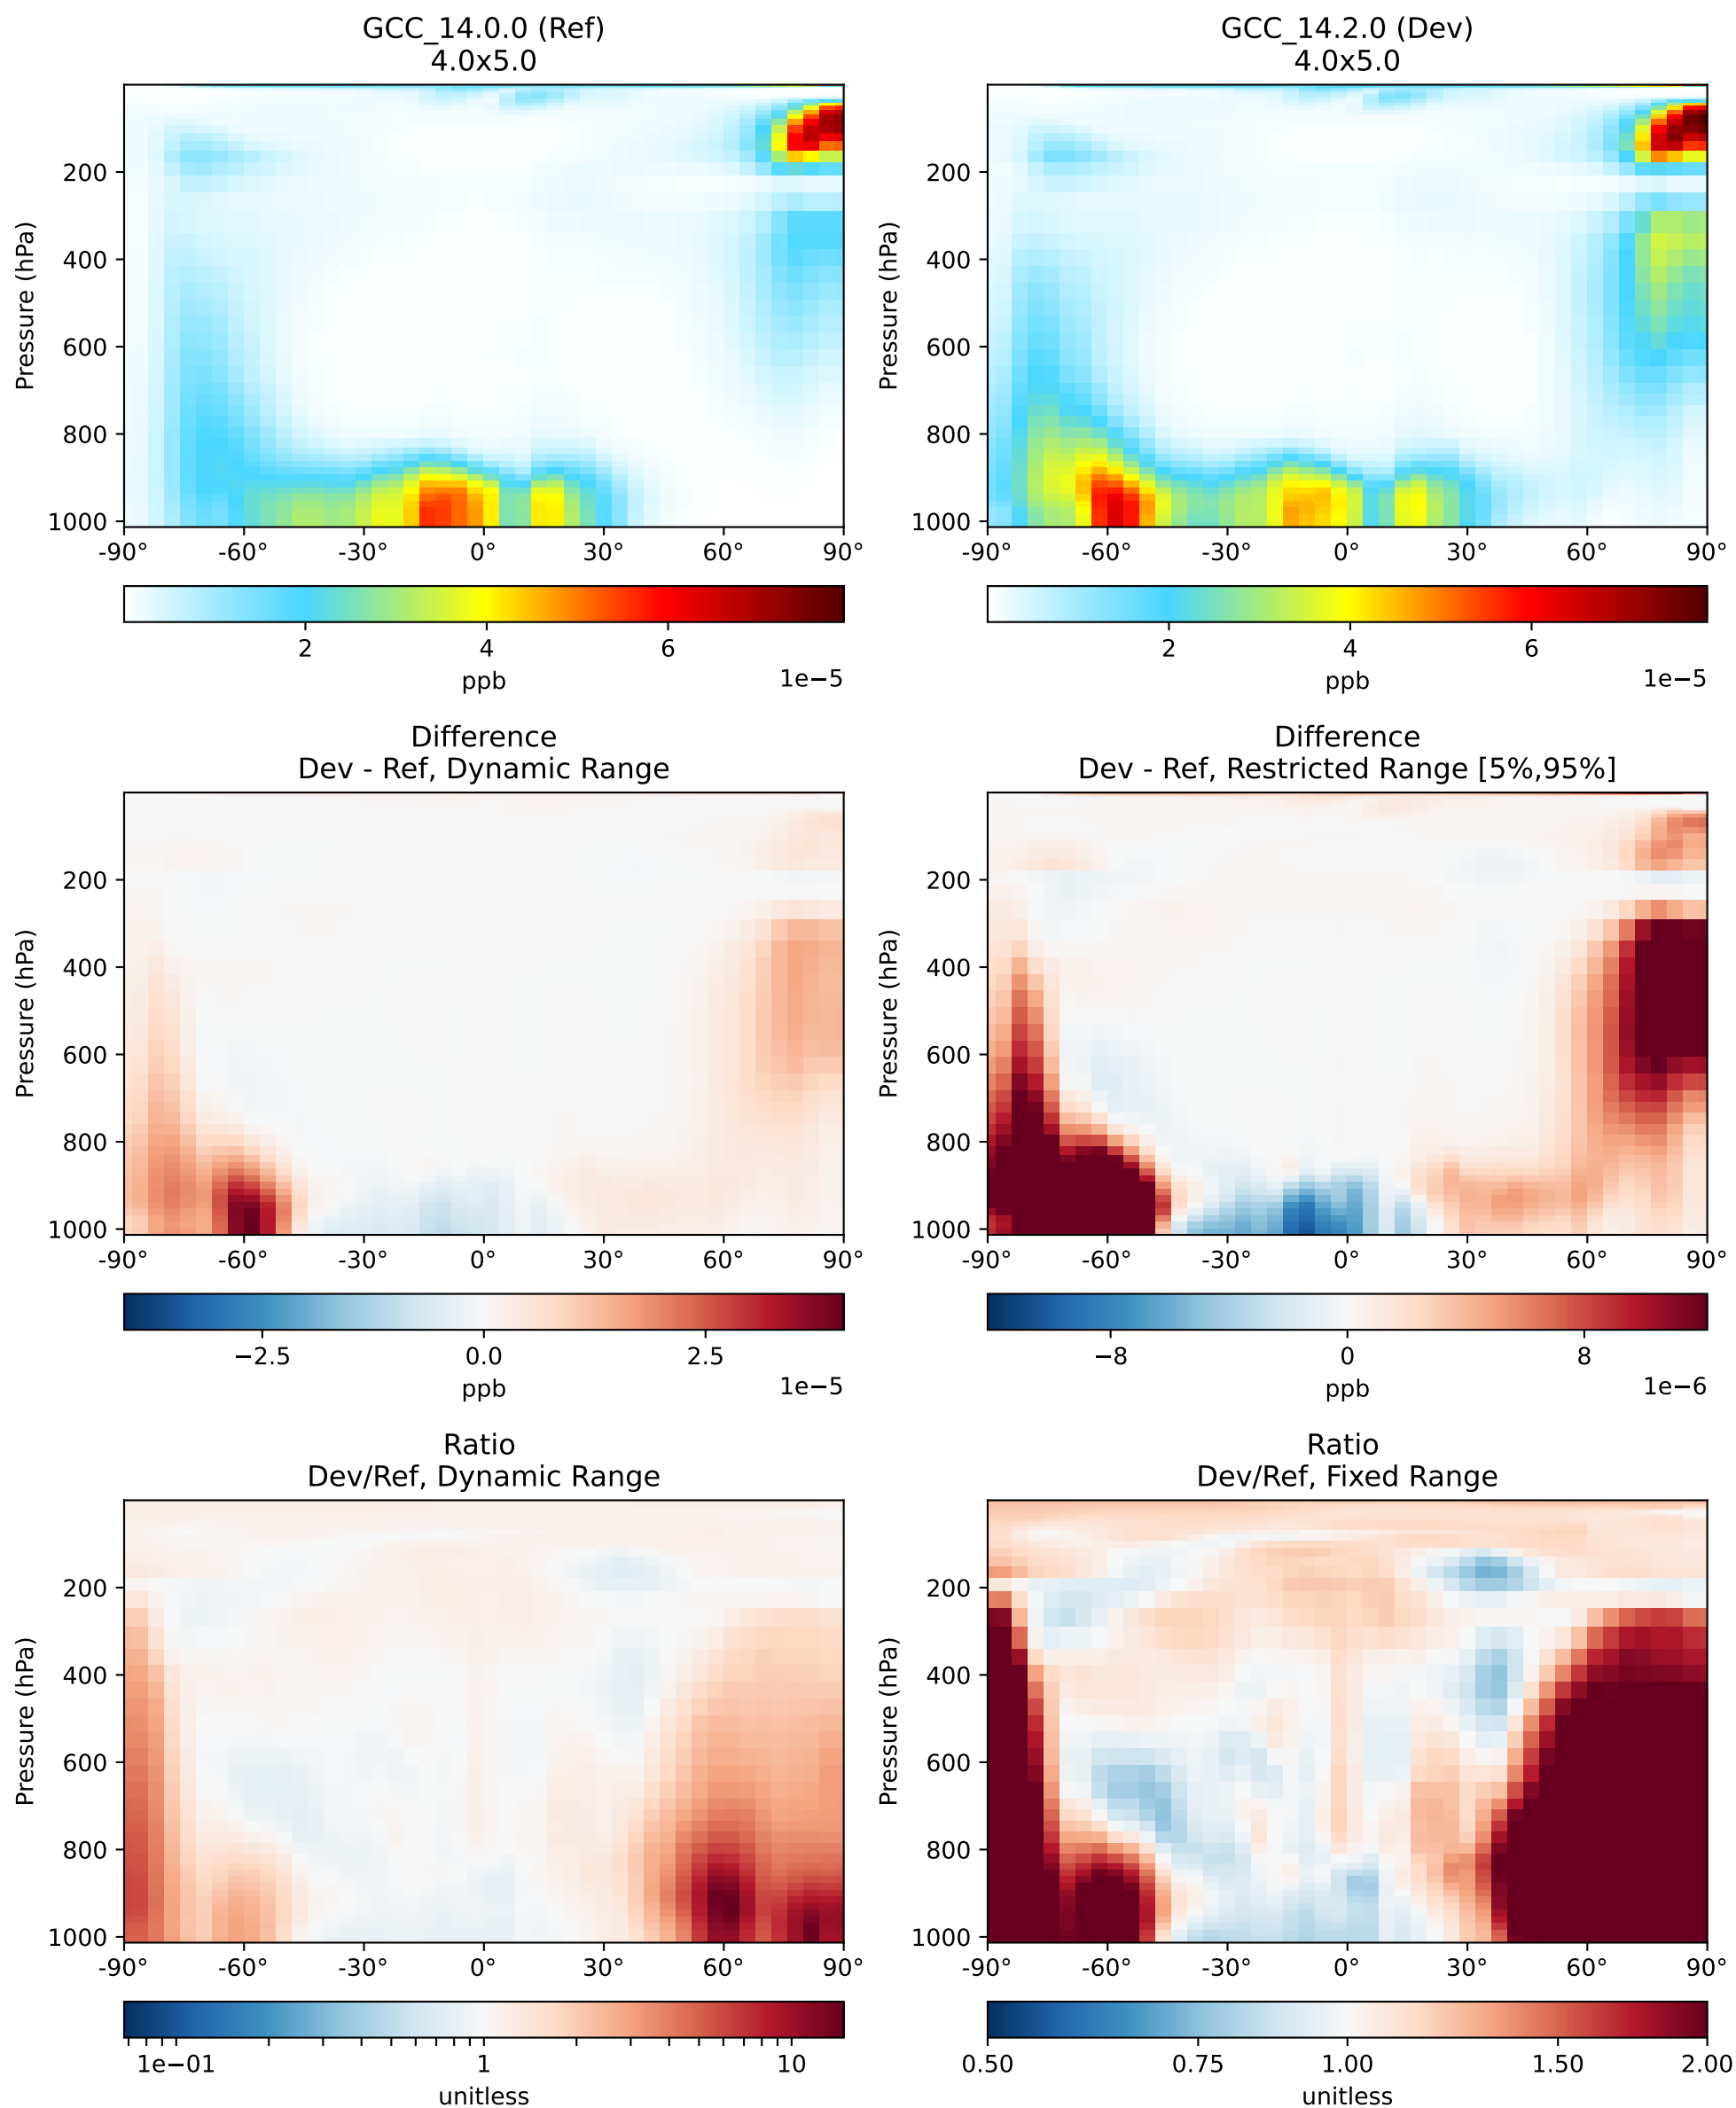 GCC_14.0.0 (Ref)
4.0x5.0
Pressure (hPa)
200
400
600
800
1000
-90° -60° -30° 0° 30° 60° 90°
2 4 6
ppb
1e−5
GCC_14.2.0 (Dev)
4.0x5.0
Pressure (hPa)
200
400
600
800
1000
-90° -60° -30° 0° 30° 60° 90°
2 4 6
ppb
1e−5
Difference
Dev - Ref, Dynamic Range
Pressure (hPa)
200
400
600
800
1000
-90° -60° -30° 0° 30° 60° 90°
−2.5 0.0 2.5
ppb
1e−5
Difference
Dev - Ref, Restricted Range [5%,95%]
Pressure (hPa)
200
400
600
800
1000
-90° -60° -30° 0° 30° 60° 90°
−8 0 8
ppb
1e−6
Ratio
Dev/Ref, Dynamic Range
Pressure (hPa)
200
400
600
800
1000
-90° -60° -30° 0° 30° 60° 90°
1e−01 1 10
unitless
Ratio
Dev/Ref, Fixed Range
Pressure (hPa)
200
400
600
800
1000
-90° -60° -30° 0° 30° 60° 90°
0.50 0.75 1.00 1.50 2.00
unitless